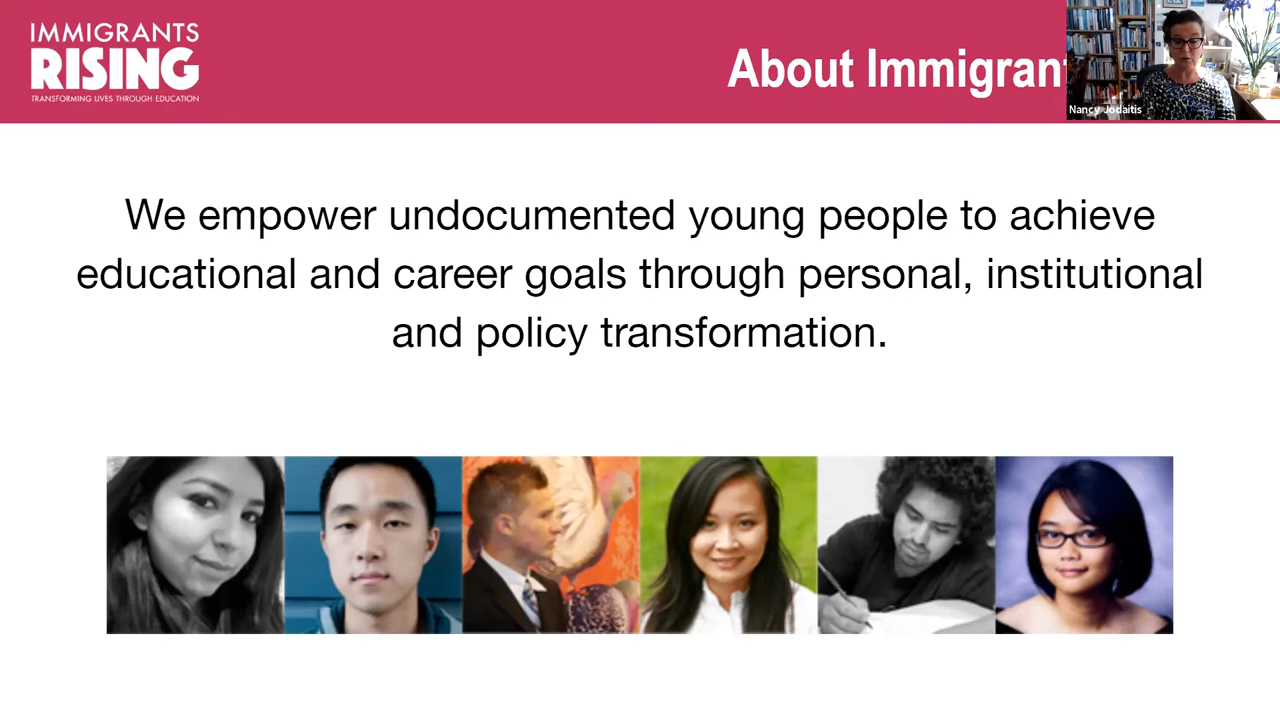 IMMIGRANTS
RISING
TRANSFORMING LIVES THROUGH EDUCATION
About Immigrant
Nancy Jodaitis
We empower undocumented young people to achieve
educational and career goals through personal, institutional
and policy transformation.